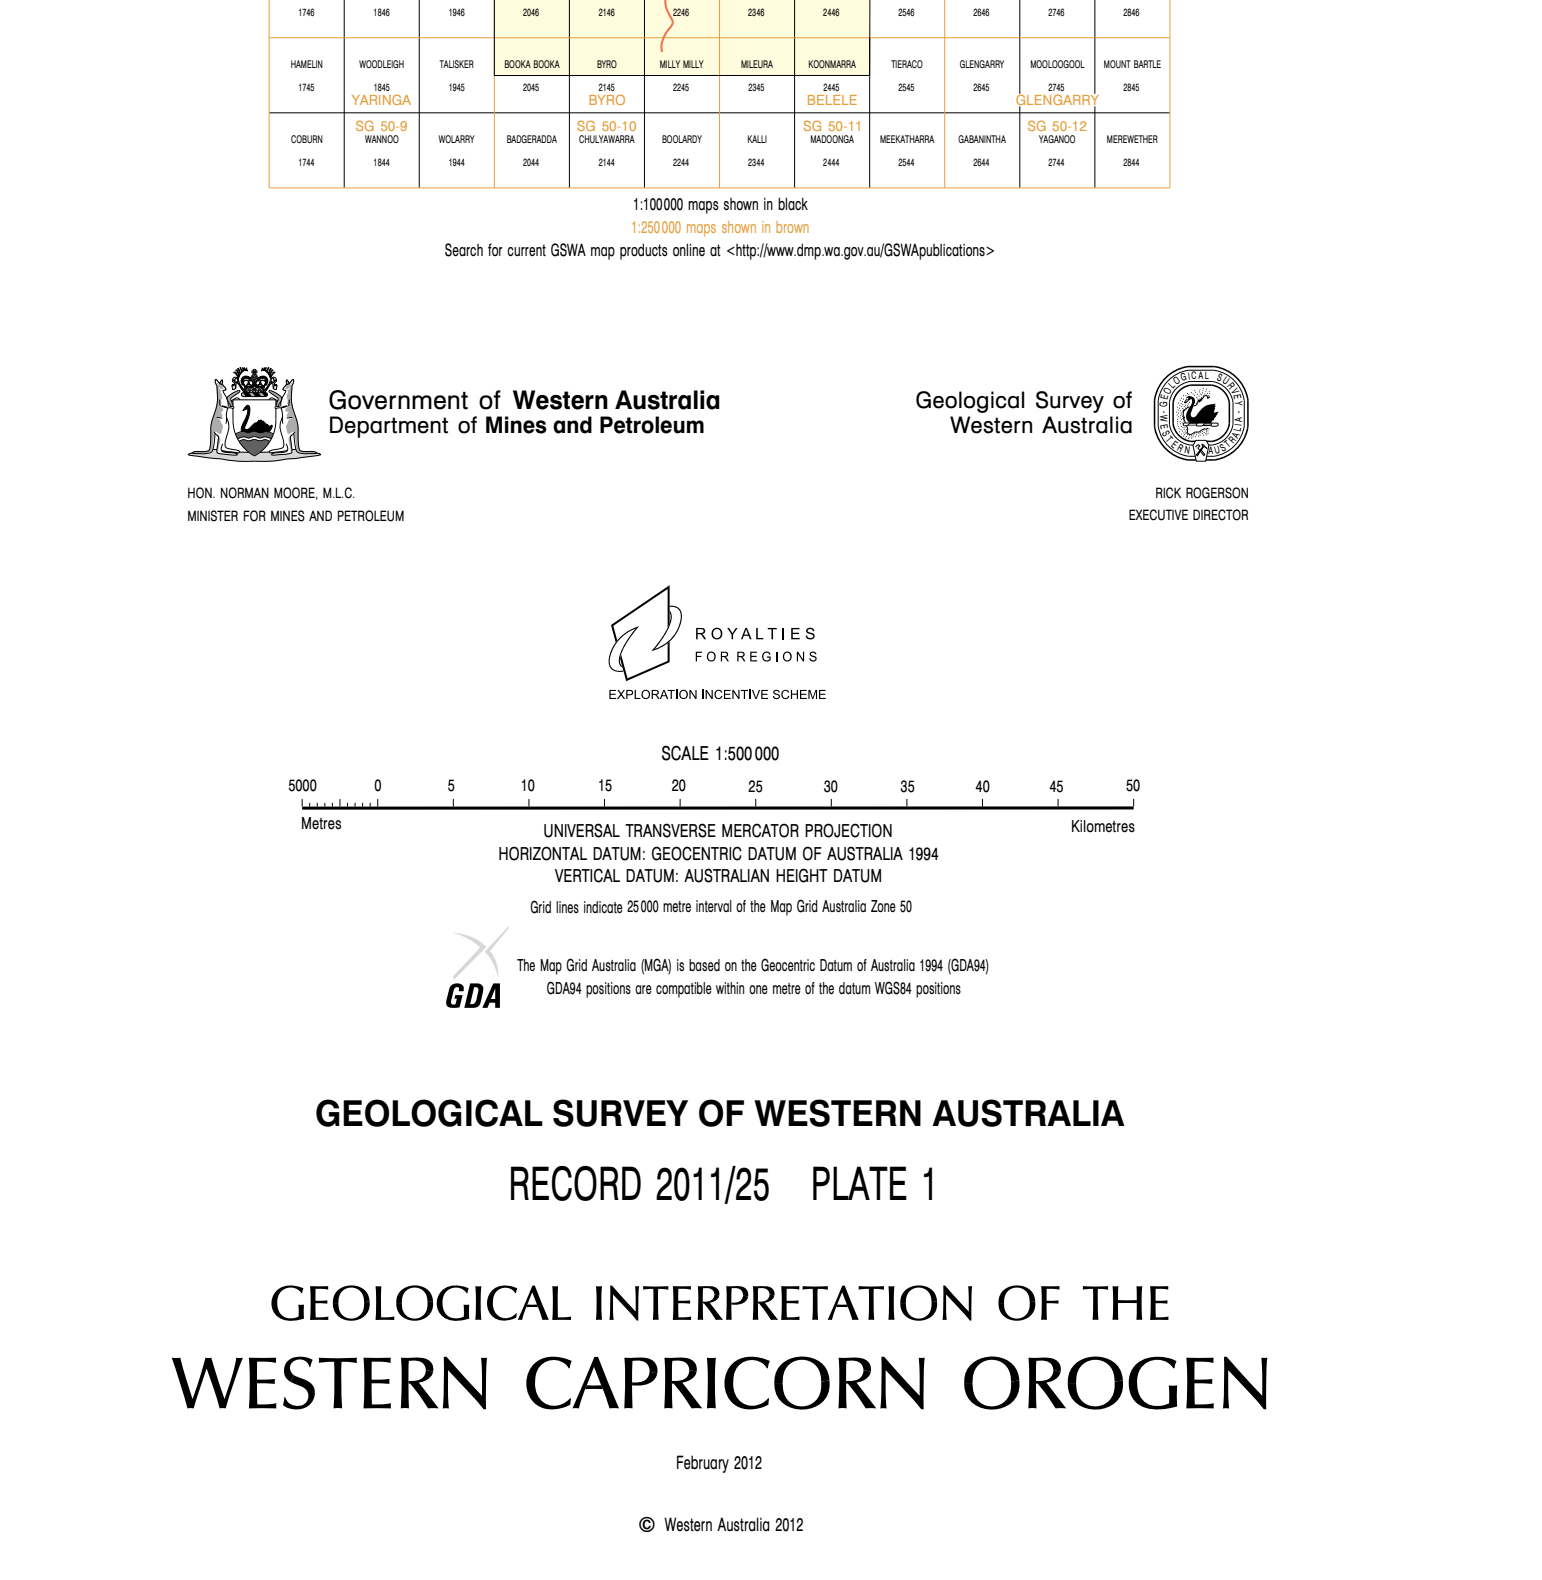 1746 1846 1946 2046 2146 2246 2346 2446 2546 2646 2746 2846
HAMELIN WOODLEIGH TALISKER BOOKA BOOKA BYRO MILLY MILLY MILEURA KOONMARRA TIERACO GLENGARRY MOOLOOGOOL MOUNT BARTLE
1745 1845 1945 2045 2145 2245 2345 2445 2545 2645 2745 2845
YARINGA BYRO BELELE GLENGARRY
SG 50-9 SG 50-10 SG 50-11 SG 50-12
COBURN WANNOO WOLARRY BADGERADDA CHULYAWARRA BOOLARDY KALLI MADOONGA MEEKATHARRA GABANINTHA YAGANOO MEREWETHER
1744 1844 1944 2044 2144 2244 2344 2444 2544 2644 2744 2844
1:100000 maps shown in black
1:250000 maps shown in brown
Search for current GSWA map products online at <http://www.dmp.wa.gov.au/GSWApublications>
Government of Western Australia
Department of Mines and Petroleum
Geological Survey of
Western Australia
GEOLOGICAL SURVEY
WESTERN AUSTRALIA
HON. NORMAN MOORE, M.L.C.
MINISTER FOR MINES AND PETROLEUM
RICK ROGERSON
EXECUTIVE DIRECTOR
ROYALTIES
FOR REGIONS
EXPLORATION INCENTIVE SCHEME
SCALE 1:500 000
5000 0 5 10 15 20 25 30 35 40 45 50
Metres Kilometres
UNIVERSAL TRANSVERSE MERCATOR PROJECTION
HORIZONTAL DATUM: GEOCENTRIC DATUM OF AUSTRALIA 1994
VERTICAL DATUM: AUSTRALIAN HEIGHT DATUM
Grid lines indicate 25 000 metre interval of the Map Grid Australia Zone 50
GDA
The Map Grid Australia (MGA) is based on the Geocentric Datum of Australia 1994 (GDA94)
GDA94 positions are compatible within one metre of the datum WGS84 positions
GEOLOGICAL SURVEY OF WESTERN AUSTRALIA
RECORD 2011/25 PLATE 1
GEOLOGICAL INTERPRETATION OF THE
WESTERN CAPRICORN OROGEN
February 2012
© Western Australia 2012